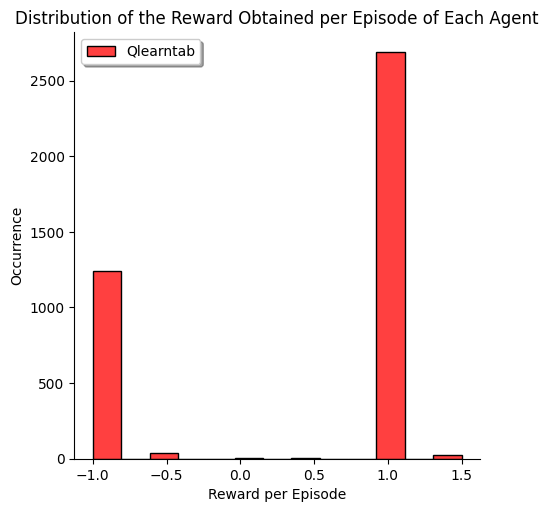 Distribution of the Reward Obtained per Episode of Each Agent
Qlearntab
2500
2000
1500
1000
500
0
Occurrence
−1.0 −0.5 0.0 0.5 1.0 1.5
Reward per Episode